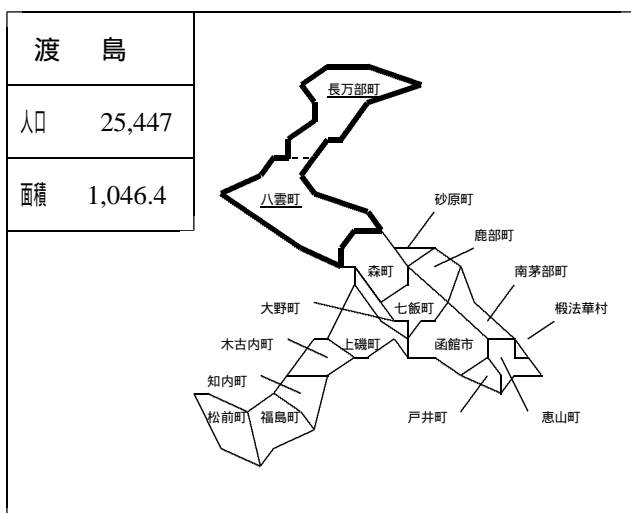 渡 島
人口 25,447
面積 1,046.4
長万部町
八雲町
砂原町
鹿部町
森町
南茅部町
大野町
七飯町
椴法華村
木古内町
上磯町
函館市
知内町
松前町
福島町
戸井町
恵山町